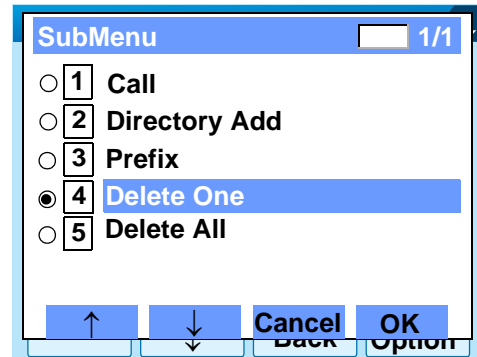 SubMenu 1/1
1 Call
2 Directory Add
3 Prefix
4 Delete One
5 Delete All
↑ ↓ Cancel OK
↓ Back Option